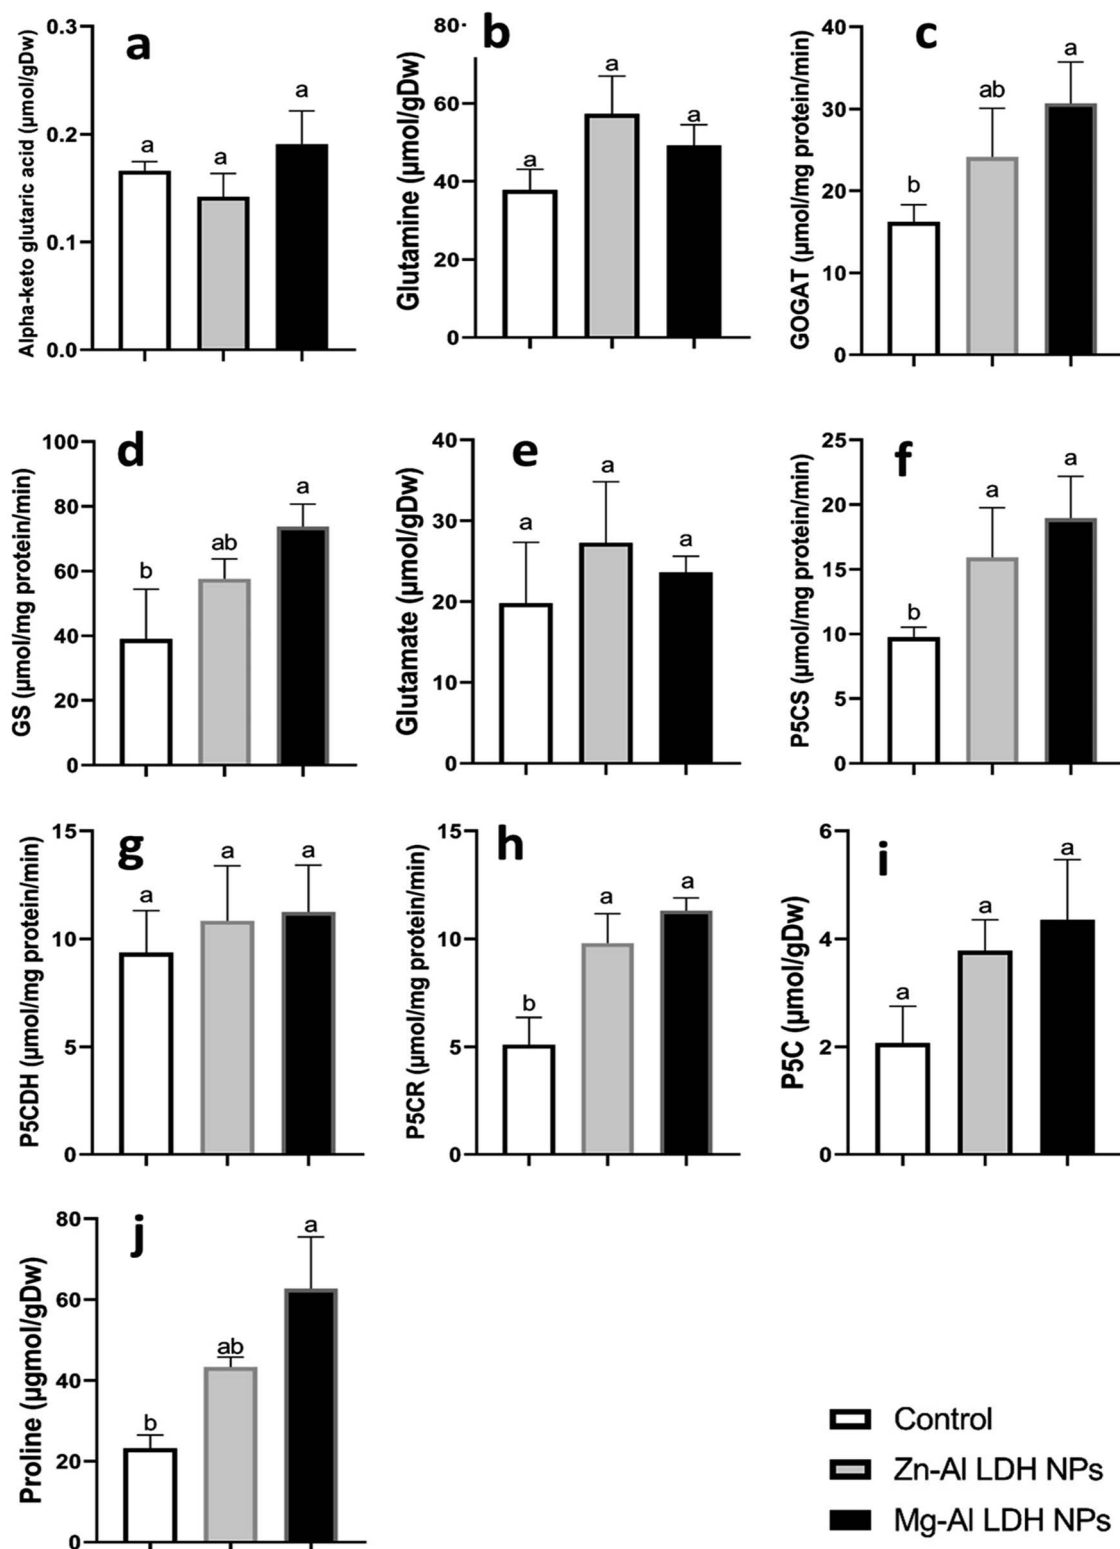 a
Alpha-keto glutaric acid (µmol/gDw)
0.3
0.2
0.1
0.0
a
a
a
b
Glutamine (µmol/gDw)
80
60
40
20
0
a
a
a
c
GOGAT (µmol/mg protein/min)
40
30
20
10
0
b
ab
a
d
GS (µmol/mg protein/min)
100
80
60
40
20
0
b
ab
a
e
Glutamate (µmol/gDw)
40
30
20
10
0
a
a
a
f
P5CS (µmol/mg protein/min)
25
20
15
10
5
0
b
a
a
g
P5CDH (µmol/mg protein/min)
15
10
5
0
a
a
a
h
P5CR (µmol/mg protein/min)
15
10
5
0
b
a
a
i
P5C (µmol/gDw)
6
4
2
0
a
a
a
j
Proline (µgmol/gDw)
80
60
40
20
0
b
ab
a
Control
Zn-Al LDH NPs
Mg-Al LDH NPs